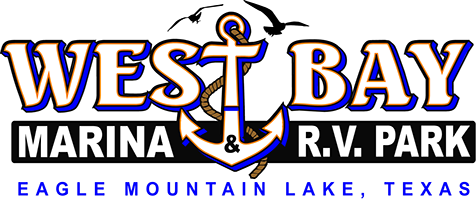 WEST BAY
MARINA & R.V. PARK
EAGLE MOUNTAIN LAKE, TEXAS